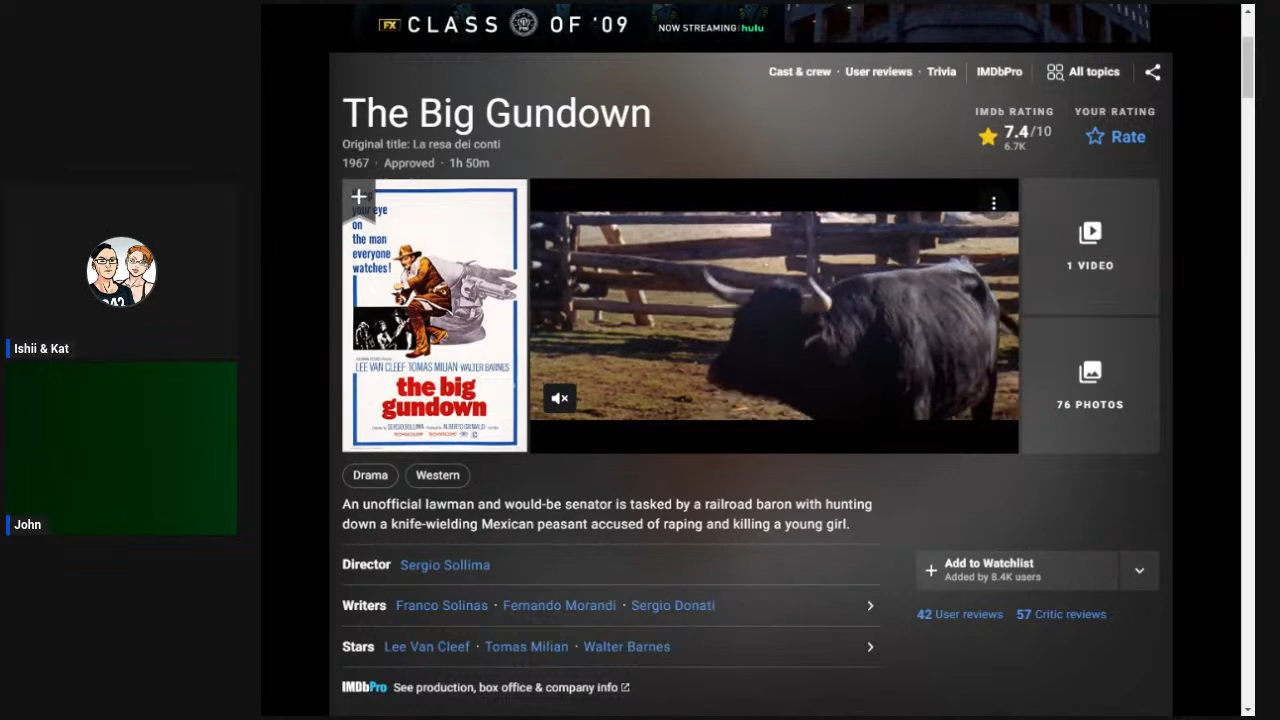 FX CLASS OF '09
NOW STREAMING hulu
Cast & crew · User reviews · Trivia
IMDbPro
All topics
The Big Gundown
Original title: La resa dei conti
1967 · Approved · 1h 50m
IMDb RATING
7.4/10
6.7K
YOUR RATING
Rate
your eye
on
the man
everyone
watches!
LEE VAN CLEEF TOMAS MILIAN WALTER BARNES
the big
gundown
SERGIO SOLLIMA ALBERTO GRIMALDI
1 VIDEO
76 PHOTOS
Drama
Western
An unofficial lawman and would-be senator is tasked by a railroad baron with hunting
down a knife-wielding Mexican peasant accused of raping and killing a young girl.
Director Sergio Sollima
Writers Franco Solinas · Fernando Morandi · Sergio Donati
Stars Lee Van Cleef · Tomas Milian · Walter Barnes
IMDbPro See production, box office & company info
Add to Watchlist
Added by 8.4K users
42 User reviews 57 Critic reviews
Ishii & Kat
John